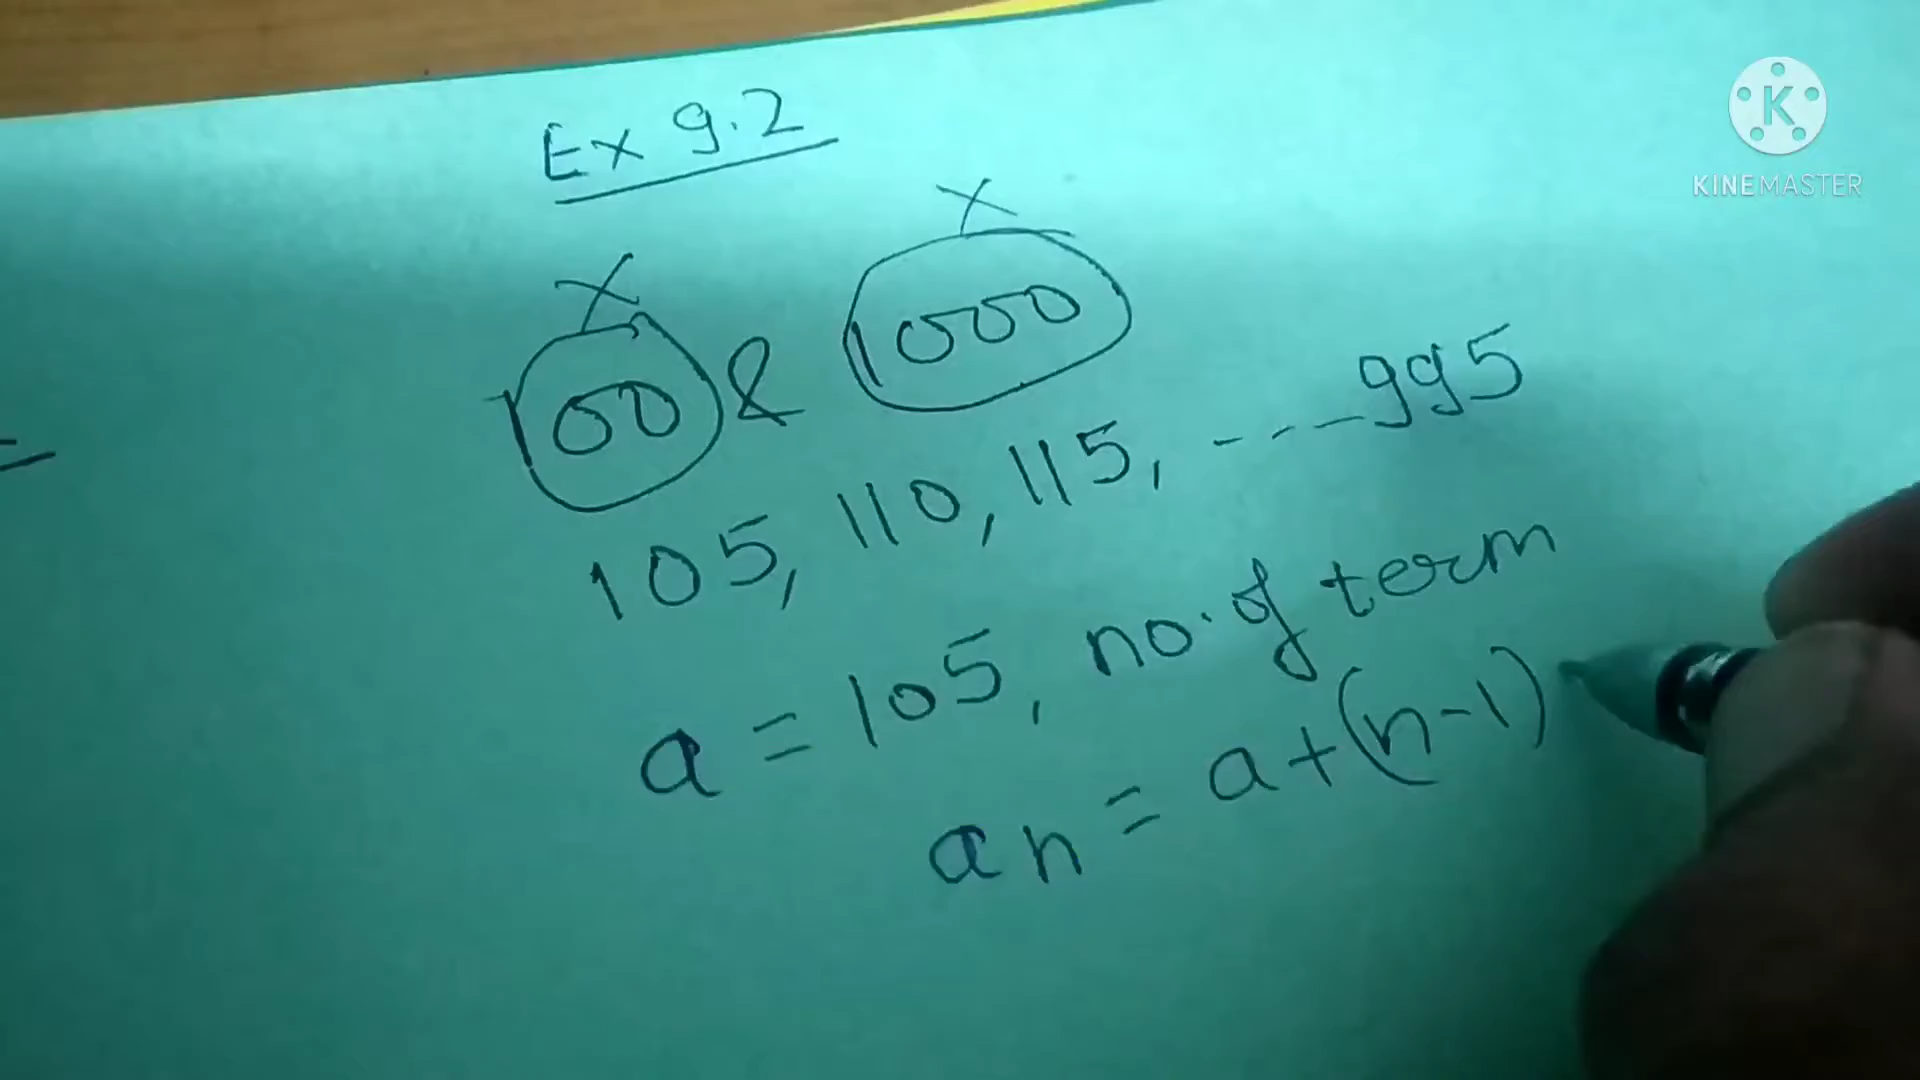 Ex 9.2
K
KINEMASTER
x x
100 & 1000
105, 110, 115, ---995
a = 105, no. of term
an = a+(n-1)